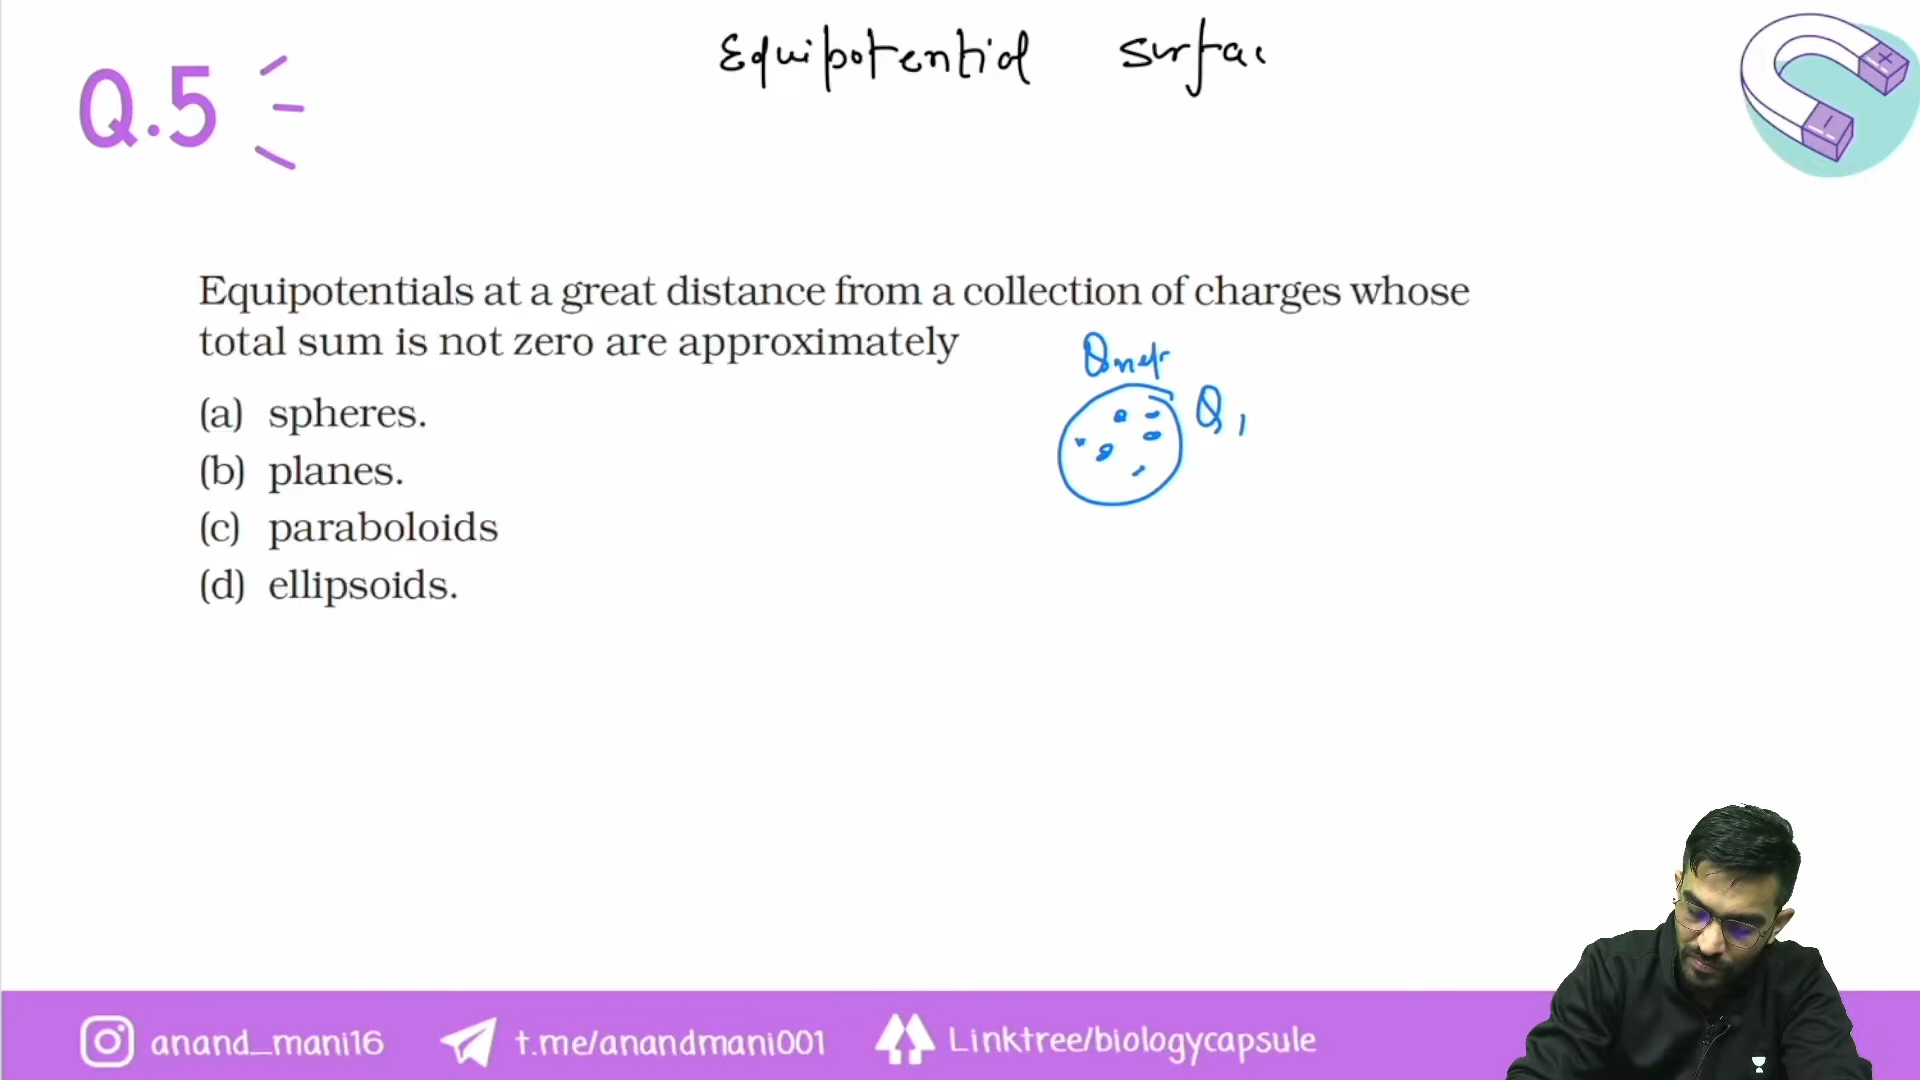 Equipotential surfac
Q.5
Equipotentials at a great distance from a collection of charges whose
total sum is not zero are approximately
Qnet
(a) spheres.
Q,
(b) planes.
(c) paraboloids
(d) ellipsoids.
anand_mani16
t.me/anandmani001
Linktree/biologycapsule